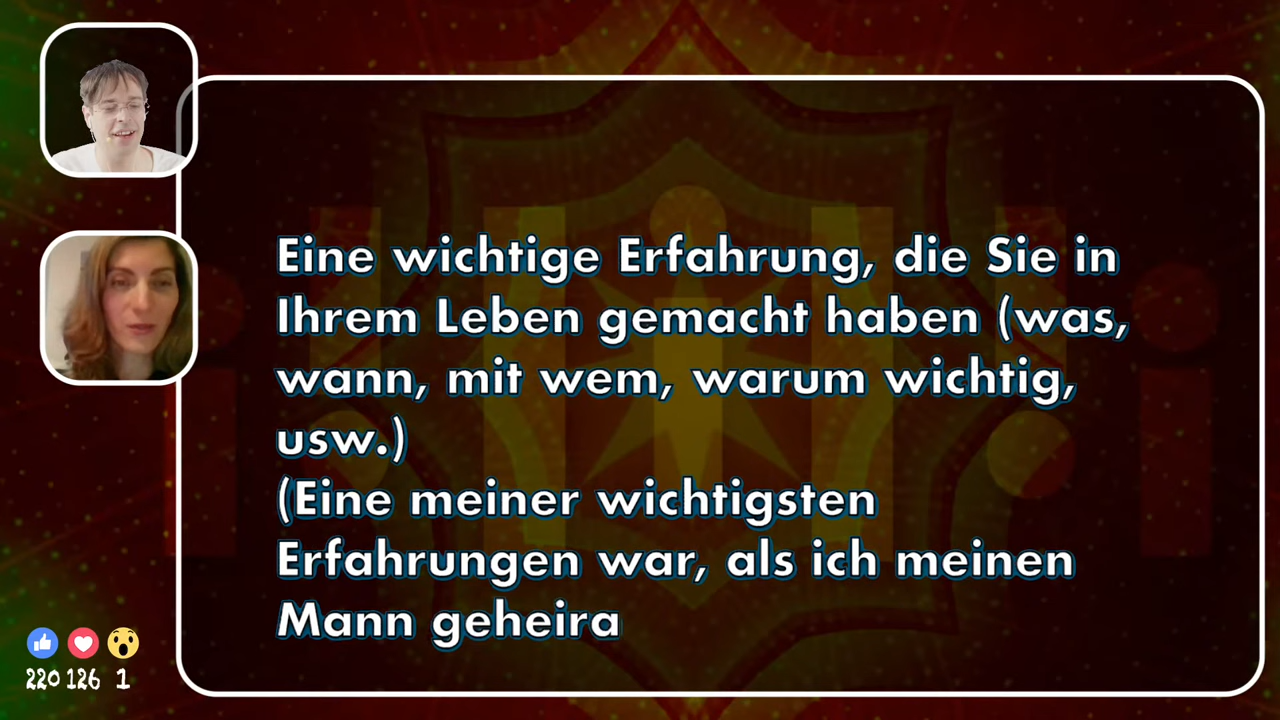 Eine wichtige Erfahrung, die Sie in
Ihrem Leben gemacht haben (was,
wann, mit wem, warum wichtig,
usw.)
(Eine meiner wichtigsten
Erfahrungen war, als ich meinen
Mann geheira
220 126 1